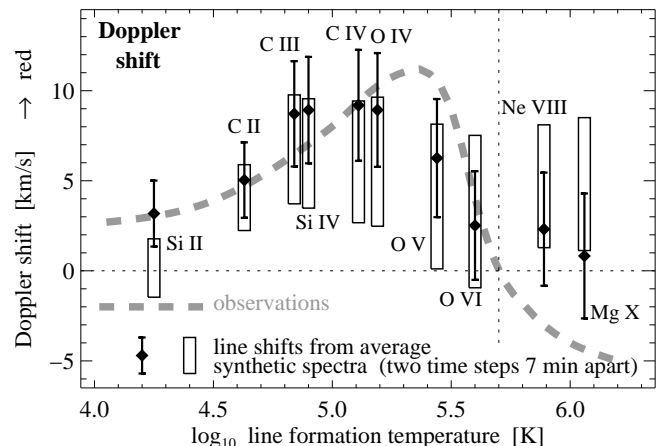 Doppler
shift
C III
C IV
O IV
C II
Ne VIII
Si II
Si IV
O V
O VI
Mg X
observations
line shifts from average
synthetic spectra (two time steps 7 min apart)
Doppler shift [km/s] → red
10
5
0
−5
4.0 4.5 5.0 5.5 6.0
log₁₀ line formation temperature [K]